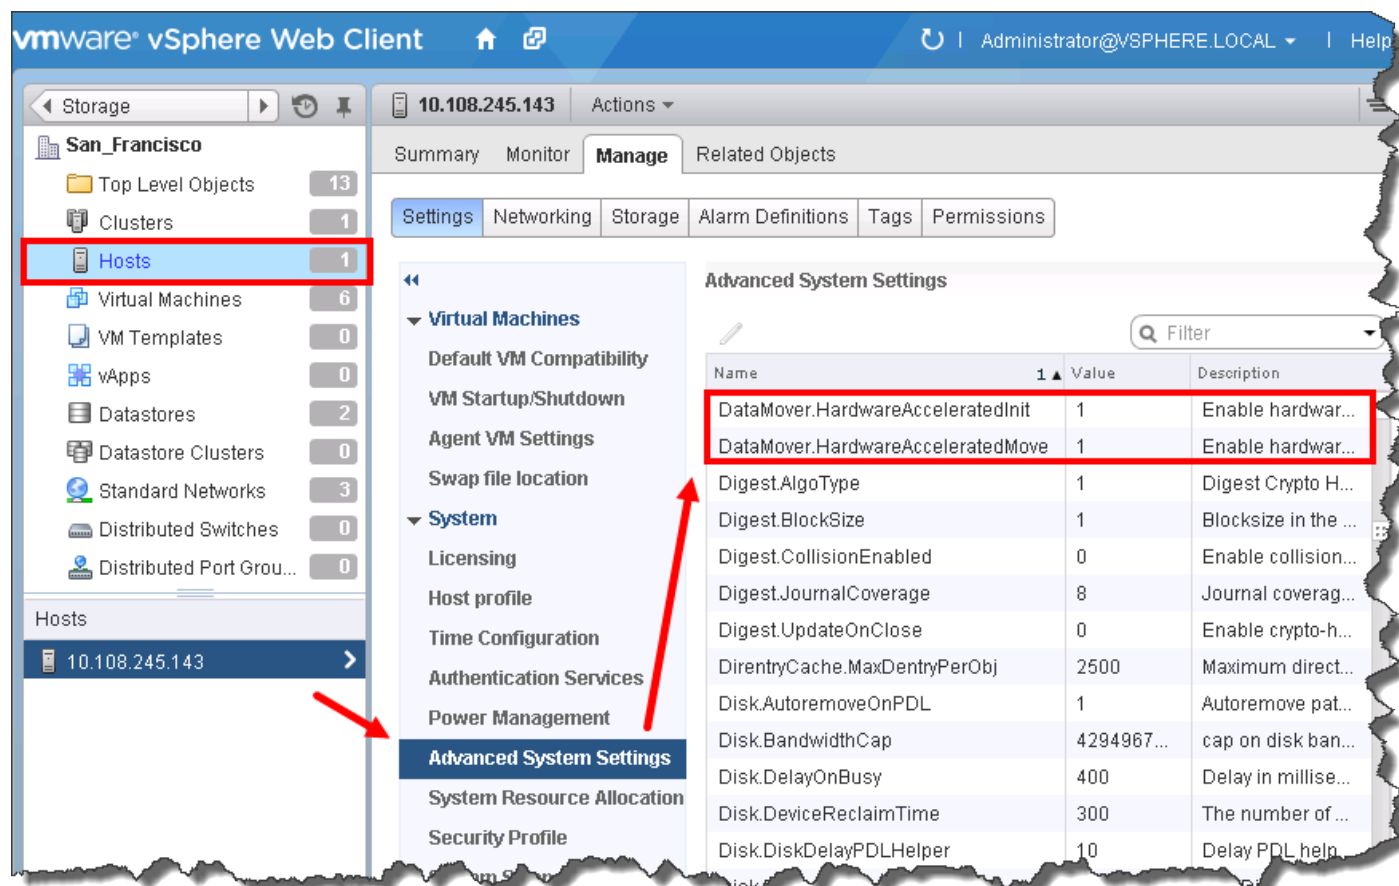 vmware® vSphere Web Client
Administrator@VSPHERE.LOCAL
Help
Storage
San_Francisco
Top Level Objects 13
Clusters 1
Hosts 1
Virtual Machines 6
VM Templates 0
vApps 0
Datastores 2
Datastore Clusters 0
Standard Networks 3
Distributed Switches 0
Distributed Port Grou... 0
Hosts
10.108.245.143
10.108.245.143 Actions
Summary Monitor Manage Related Objects
Settings Networking Storage Alarm Definitions Tags Permissions
Virtual Machines
Default VM Compatibility
VM Startup/Shutdown
Agent VM Settings
Swap file location
System
Licensing
Host profile
Time Configuration
Authentication Services
Power Management
Advanced System Settings
System Resource Allocation
Security Profile
Advanced System Settings
Filter
Name 1 Value Description
DataMover.HardwareAcceleratedInit 1 Enable hardwar...
DataMover.HardwareAcceleratedMove 1 Enable hardwar...
Digest.AlgoType 1 Digest Crypto H...
Digest.BlockSize 1 Blocksize in the ...
Digest.CollisionEnabled 0 Enable collision...
Digest.JournalCoverage 8 Journal coverag...
Digest.UpdateOnClose 0 Enable crypto-h...
DirentryCache.MaxDentryPerObj 2500 Maximum direct...
Disk.AutoremoveOnPDL 1 Autoremove pat...
Disk.BandwidthCap 4294967... cap on disk ban...
Disk.DelayOnBusy 400 Delay in millise...
Disk.DeviceReclaimTime 300 The number of ...
Disk.DiskDelayPDLHelper 10 Delay PDL help